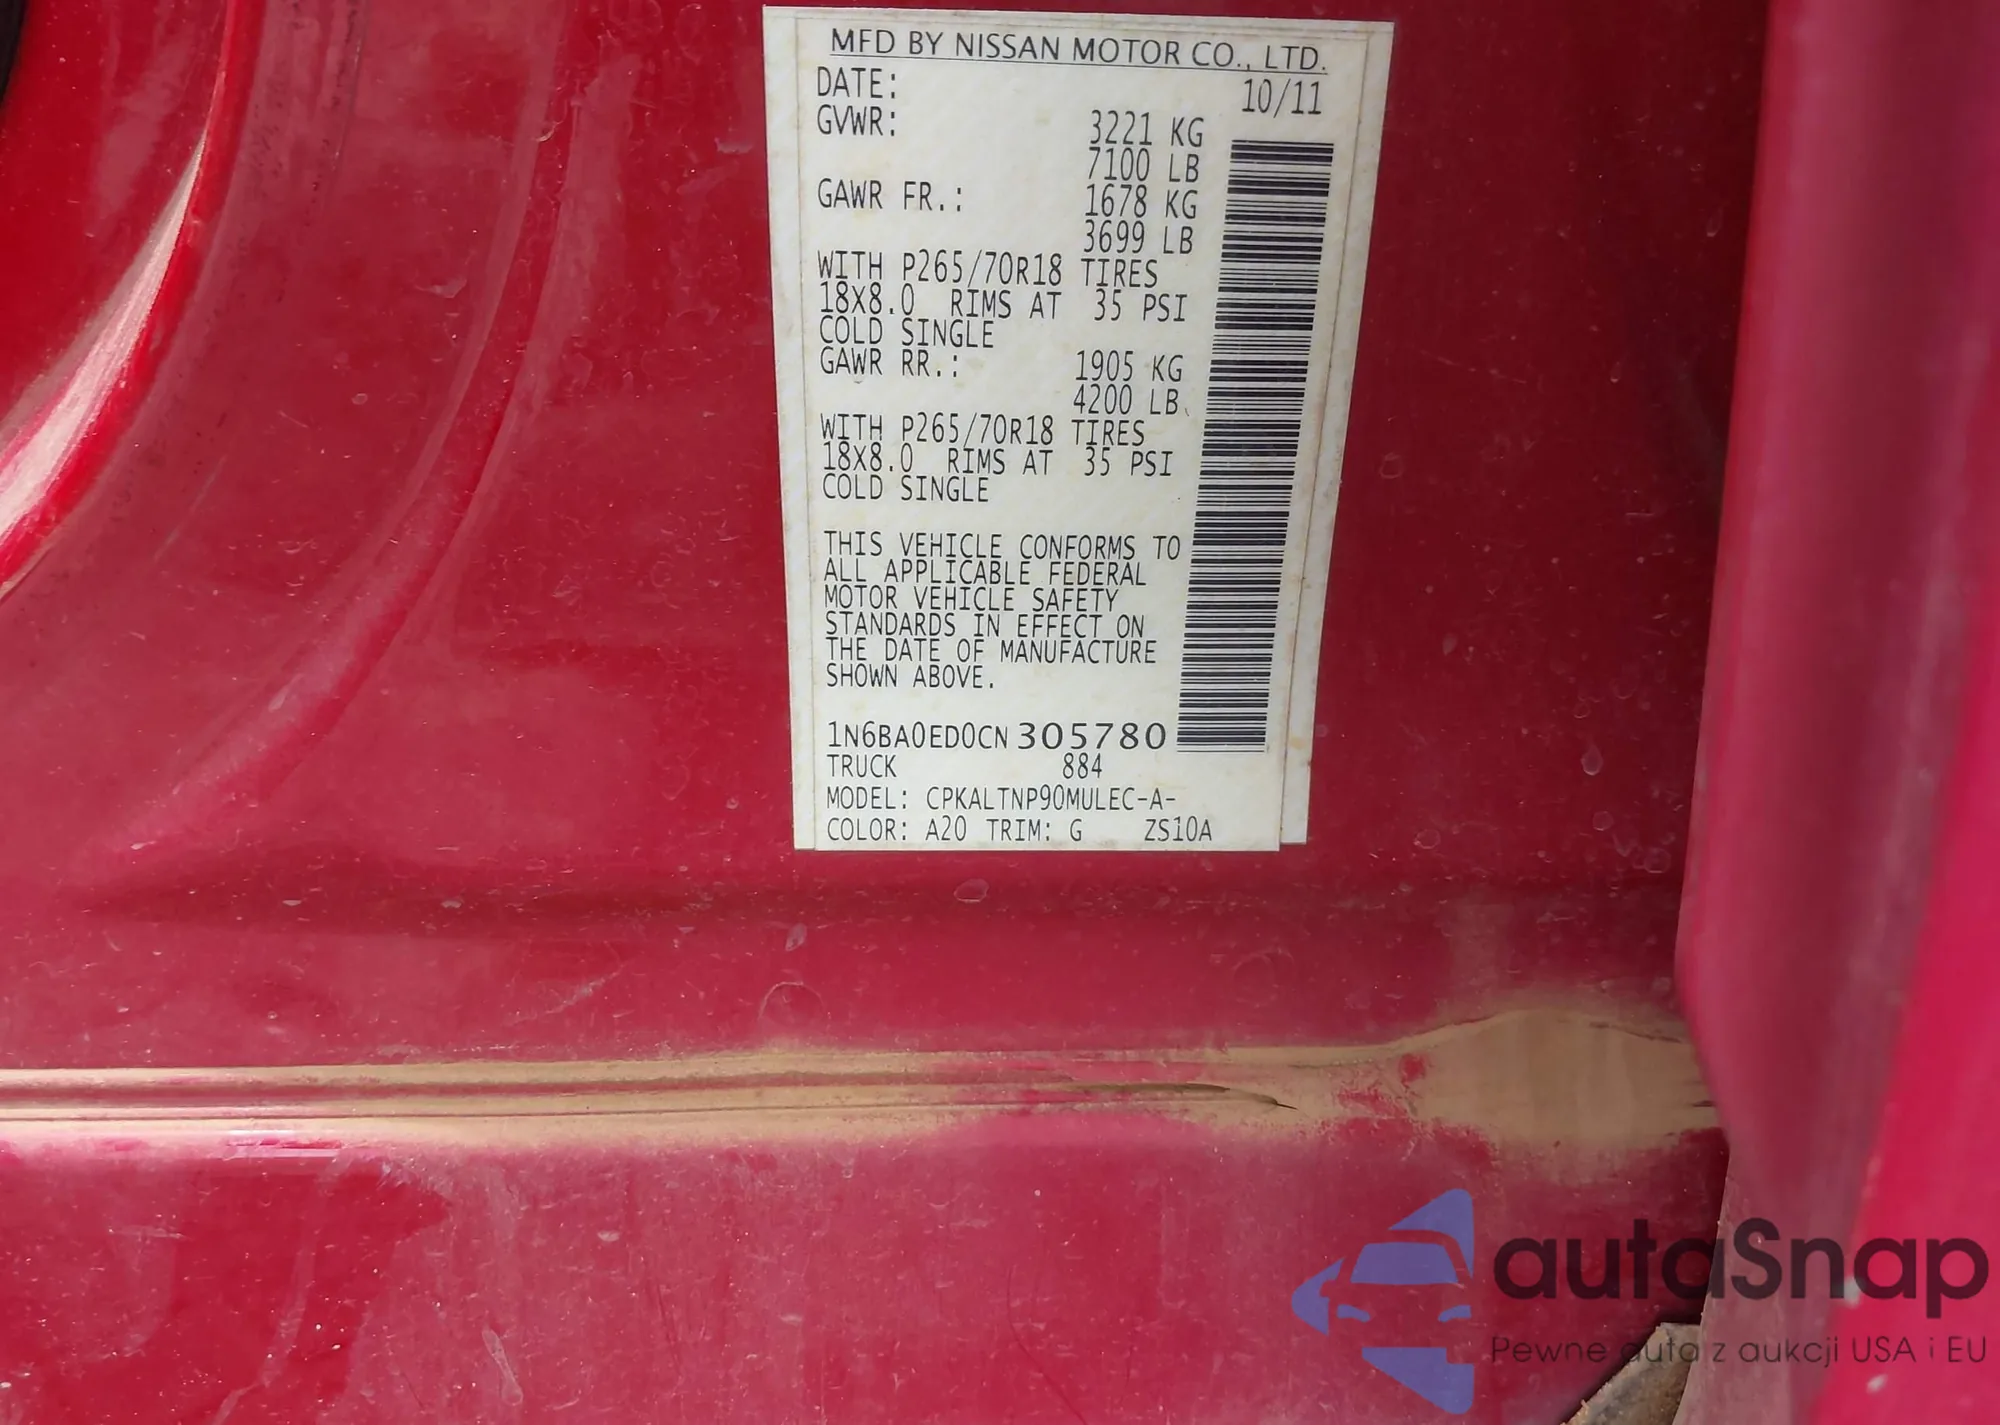 MFD BY NISSAN MOTOR CO., LTD.
DATE: 10/11
GVWR: 3221 KG
7100 LB
GAWR FR.: 1678 KG
3699 LB
WITH P265/70R18 TIRES
18X8.0 RIMS AT 35 PSI
COLD SINGLE
GAWR RR.: 1905 KG
4200 LB
WITH P265/70R18 TIRES
18X8.0 RIMS AT 35 PSI
COLD SINGLE
THIS VEHICLE CONFORMS TO
ALL APPLICABLE FEDERAL
MOTOR VEHICLE SAFETY
STANDARDS IN EFFECT ON
THE DATE OF MANUFACTURE
SHOWN ABOVE.
1N6BA0ED0CN305780
TRUCK 884
MODEL: CPKALTNP90MULEC-A-
COLOR: A20 TRIM: G ZS10A
autaSnap
Pewne auta z aukcji USA i EU